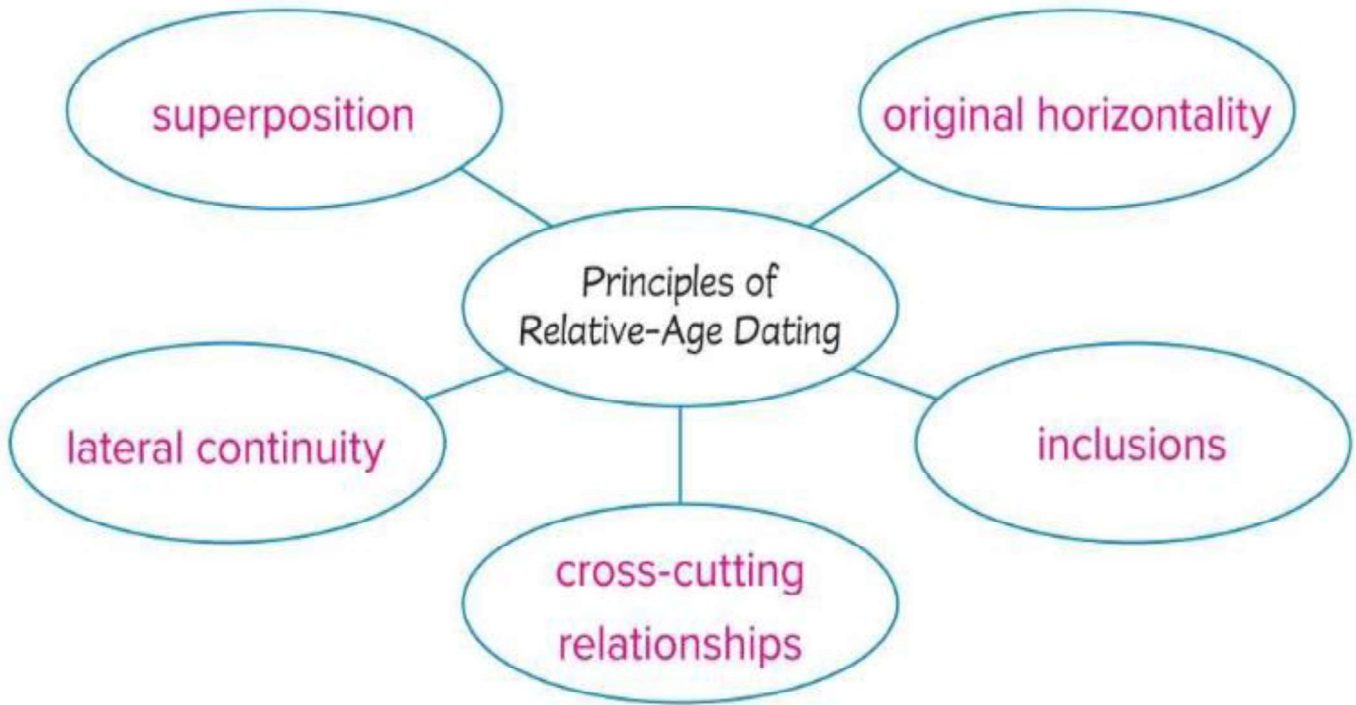 superposition
original horizontality
Principles of
Relative-Age Dating
lateral continuity
inclusions
cross-cutting
relationships